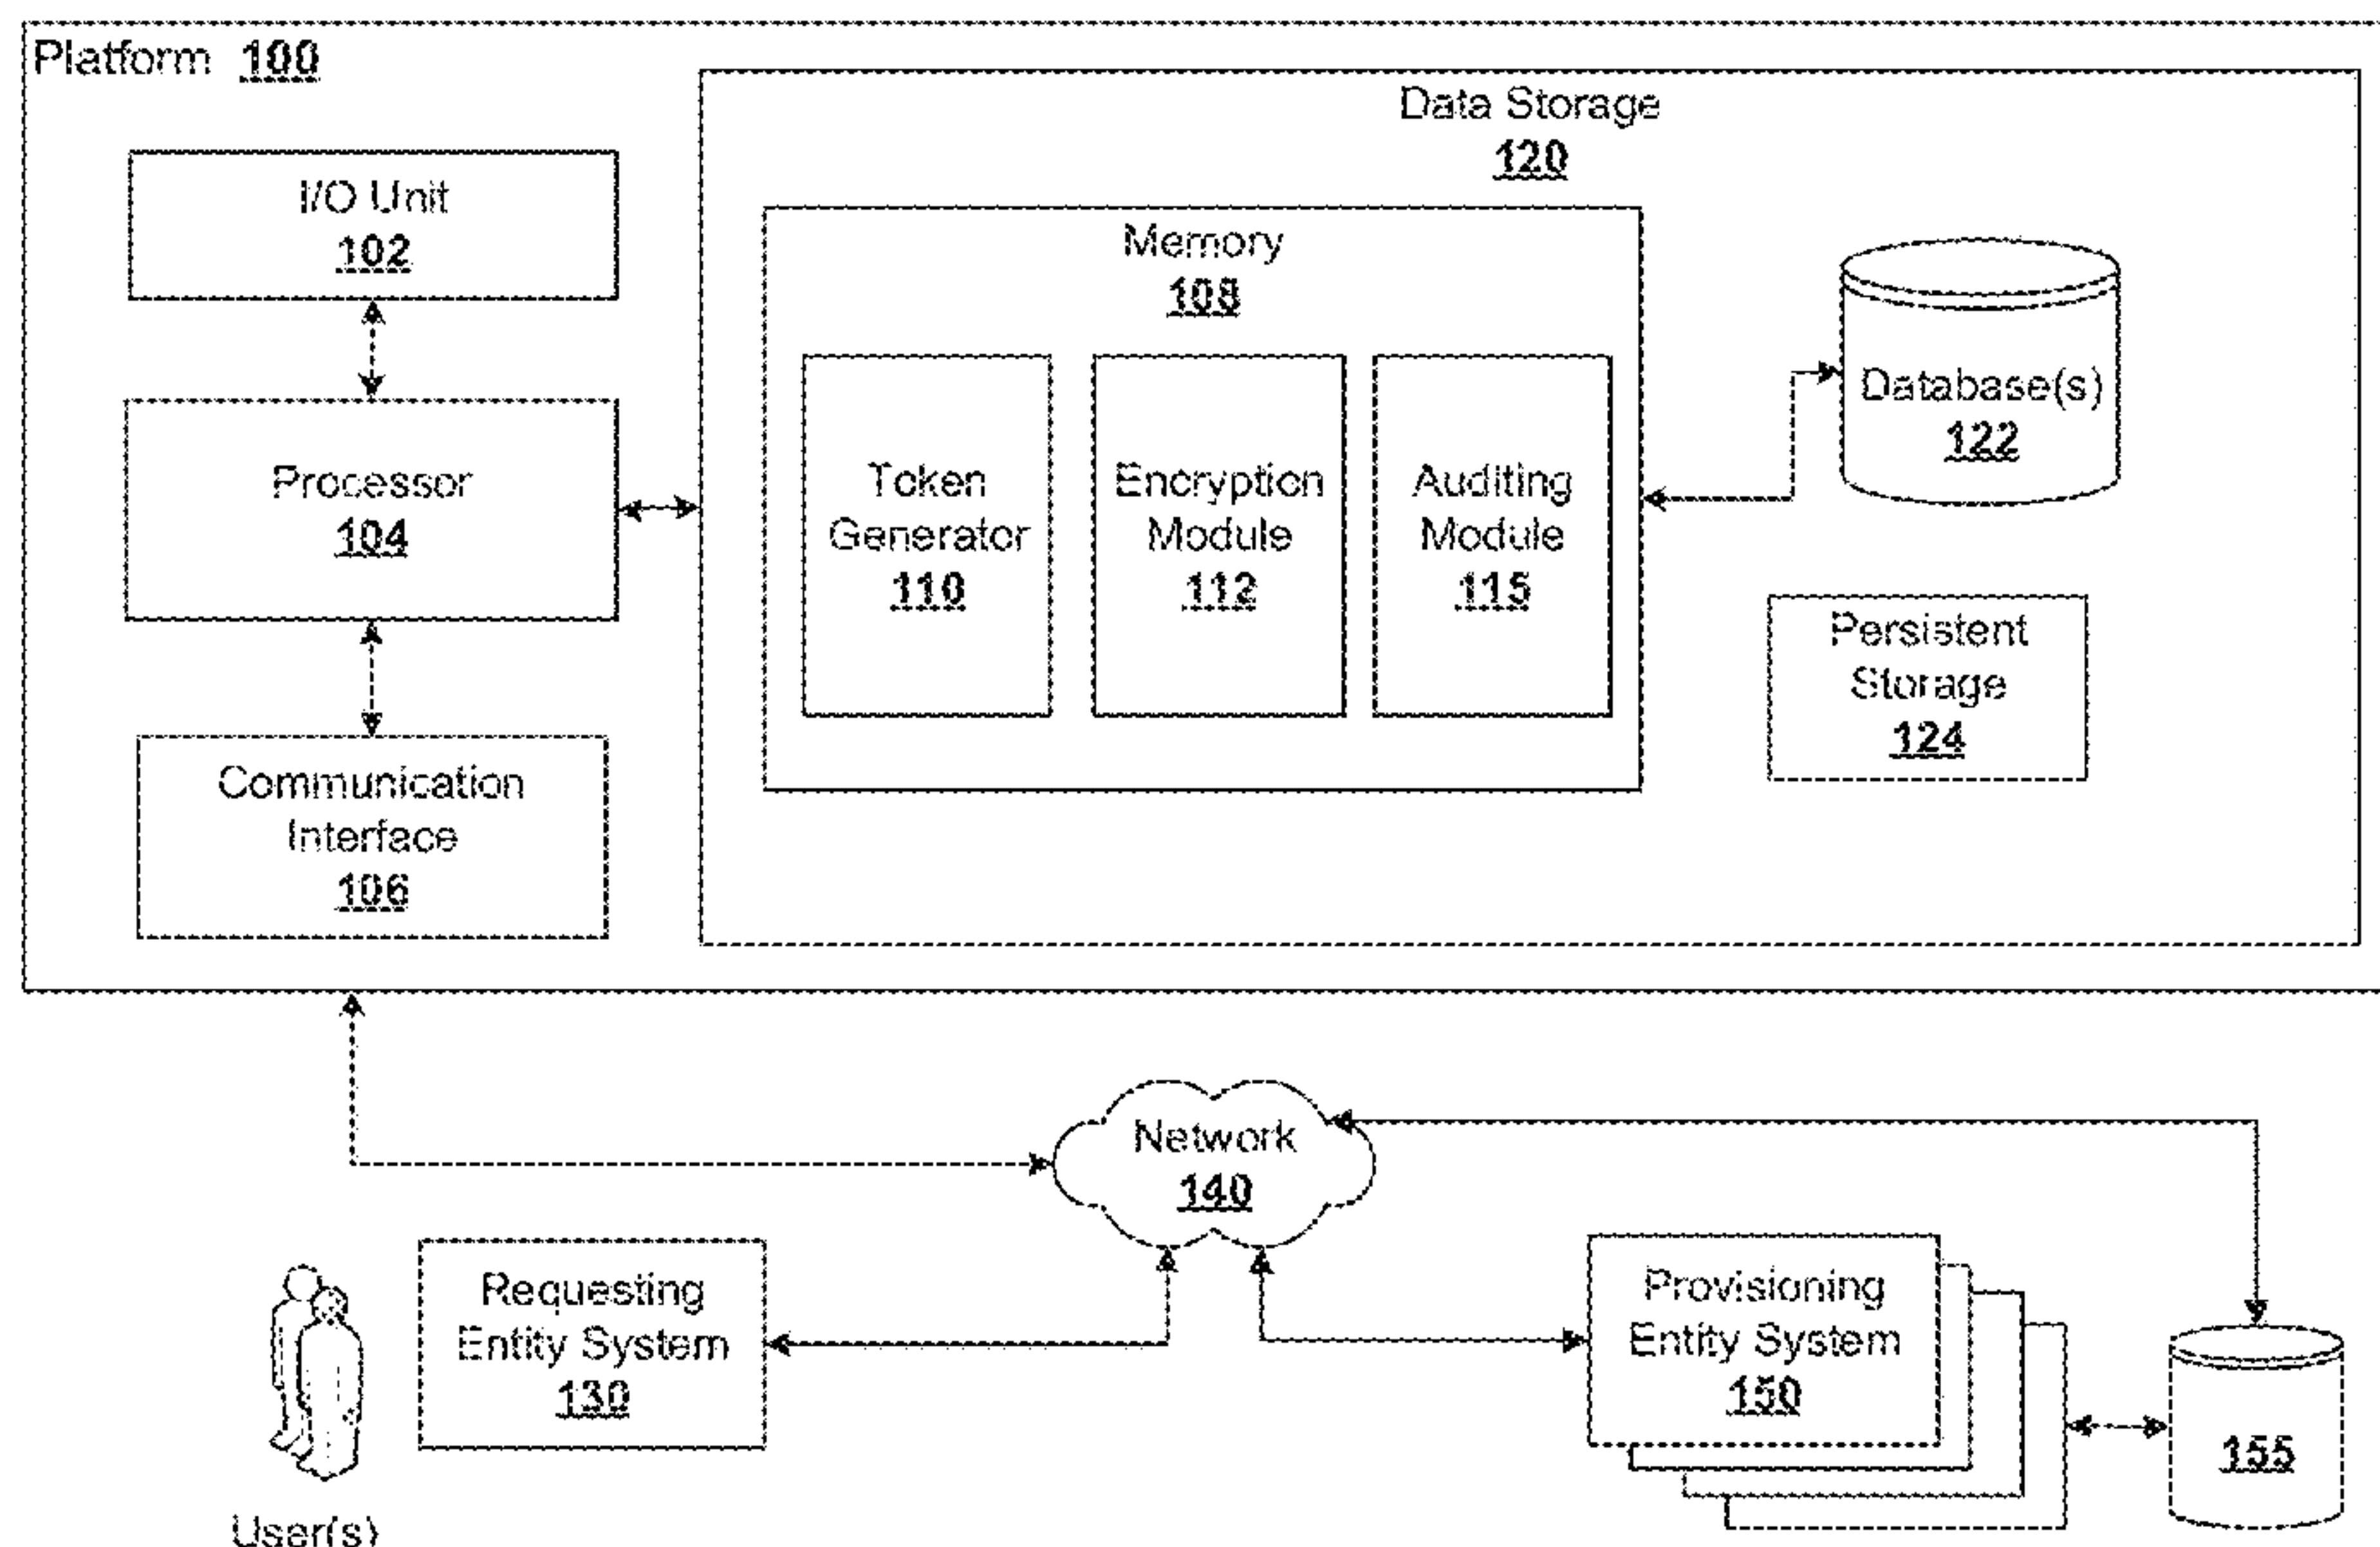 Platform 100
Data Storage
120
I/O Unit
102
Memory
108
Database(s)
122
Processor
104
Token
Generator
110
Encryption
Module
112
Auditing
Module
115
Persistent
Storage
124
Communication
Interface
106
Network
140
Requesting
Entity System
130
Provisioning
Entity System
150
155
User(s)